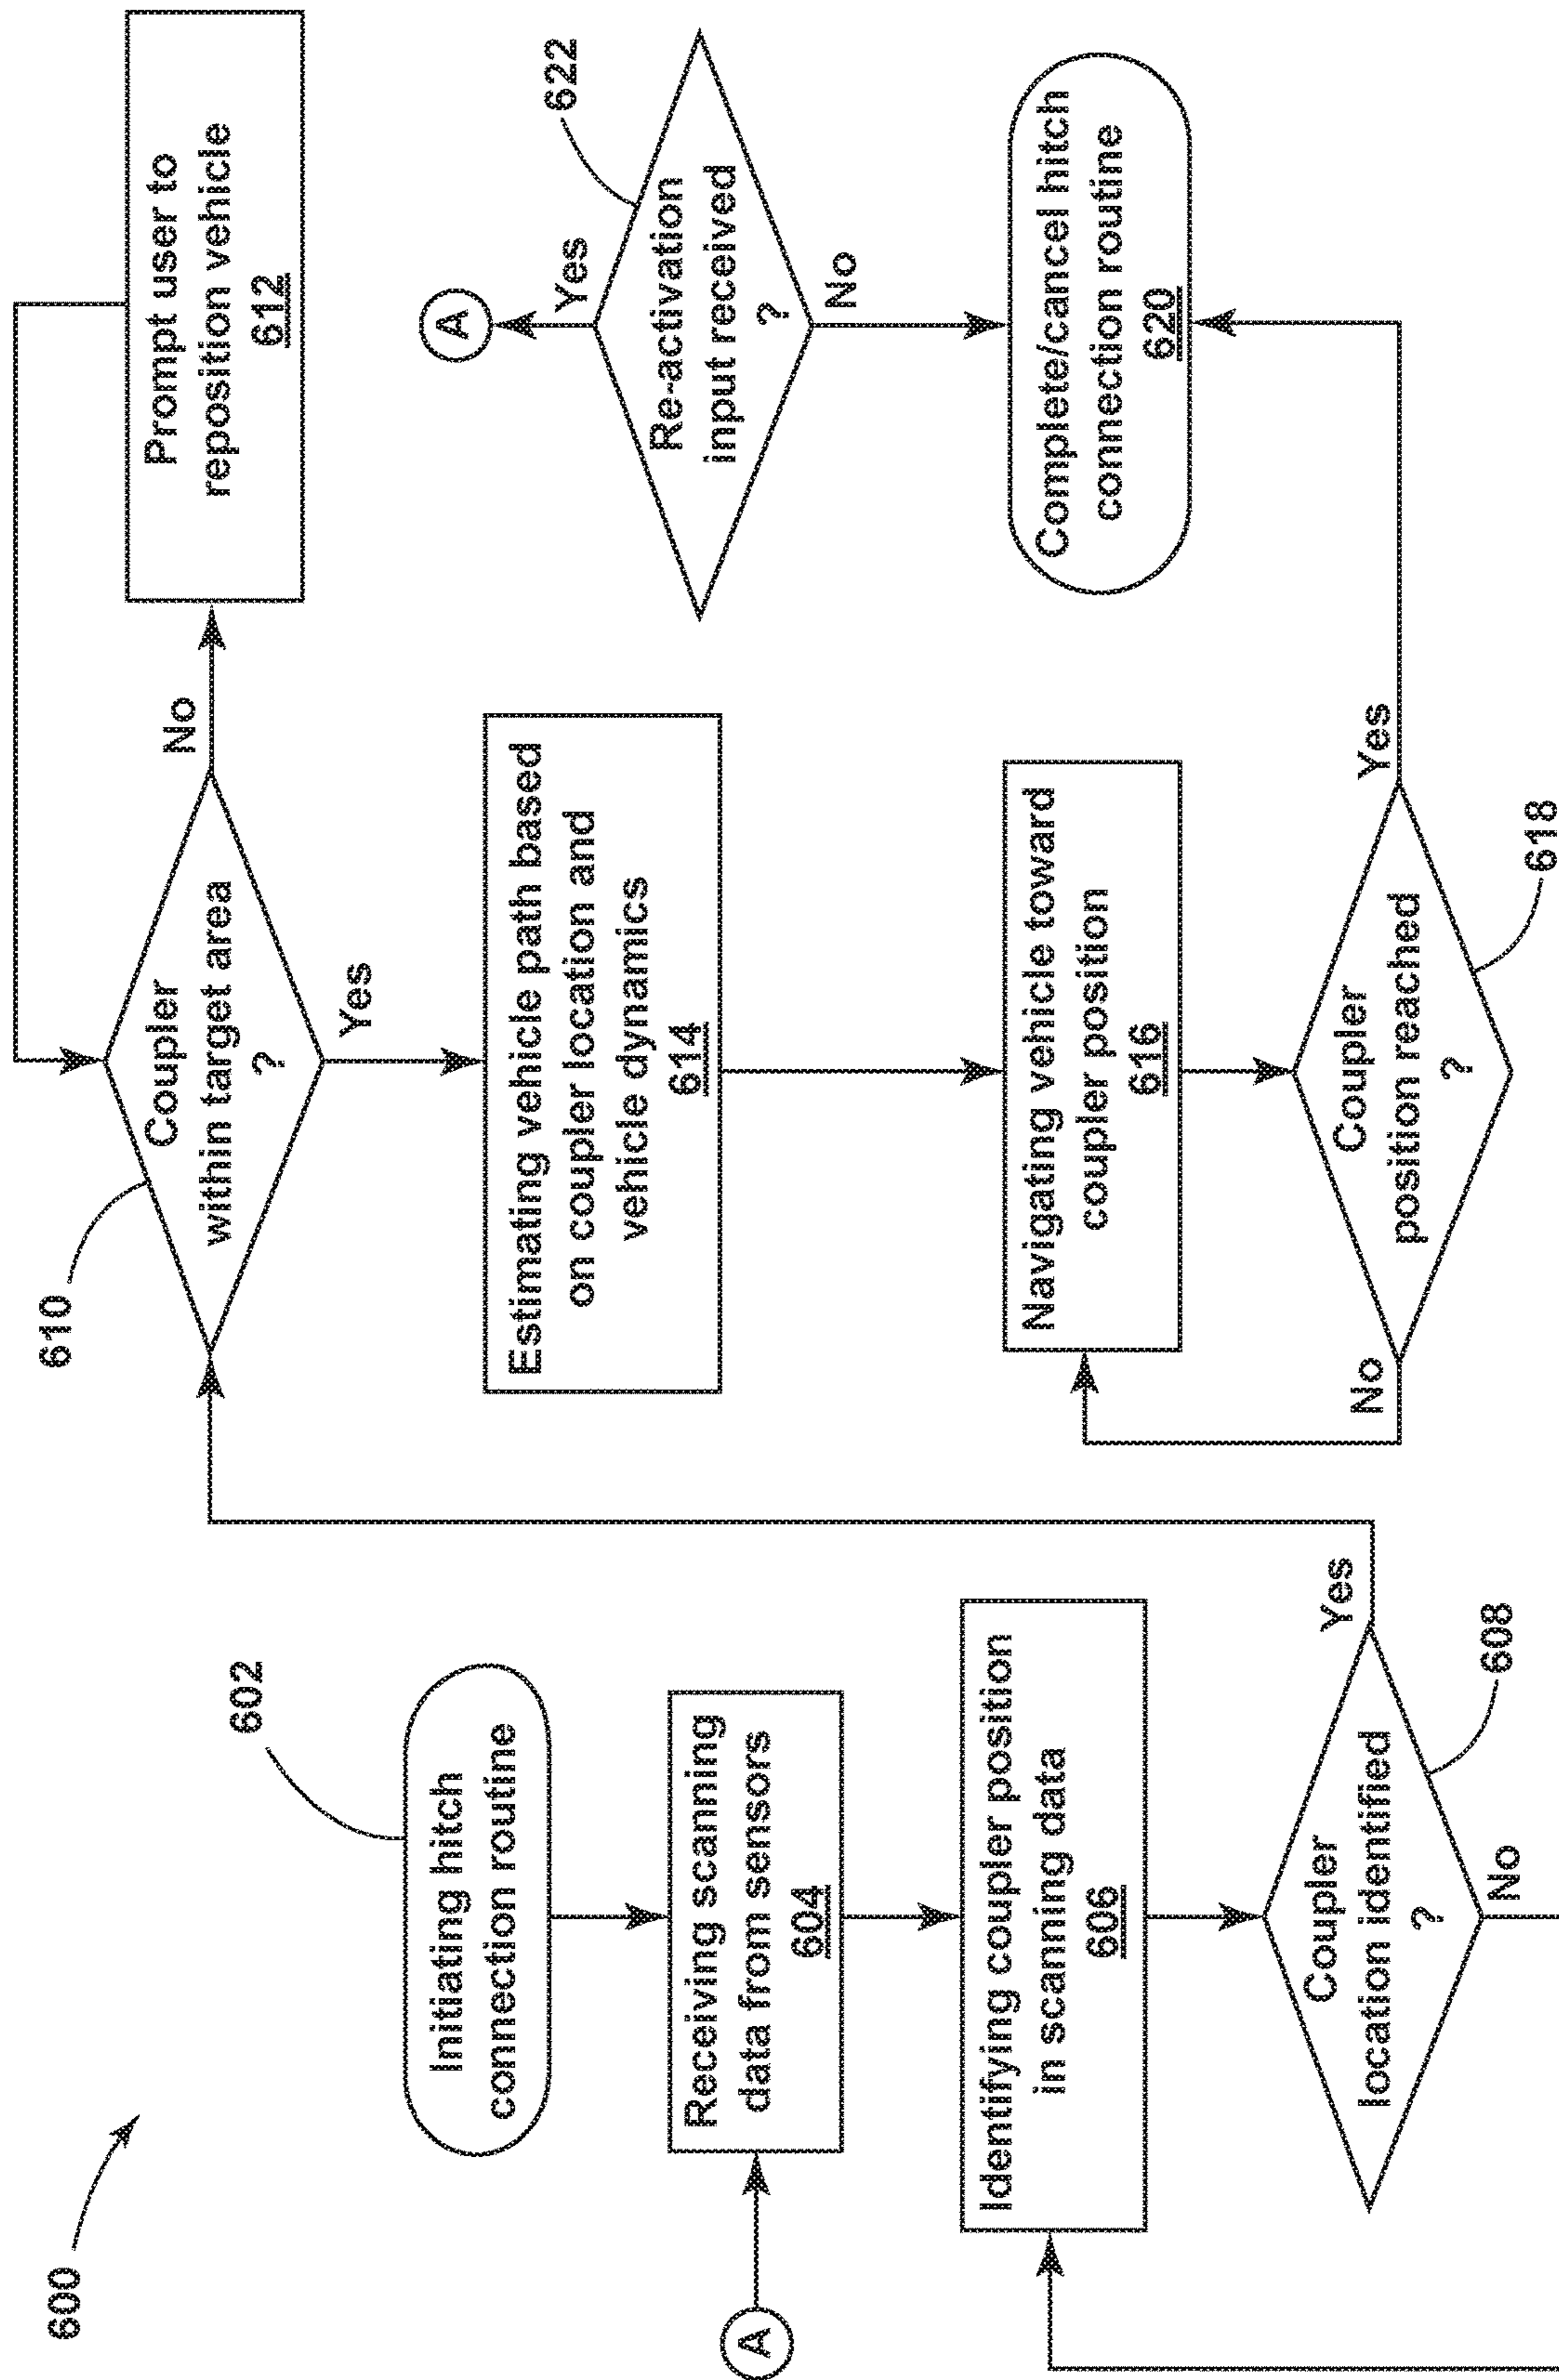 600
602
Initiating hitch
connection routine
A
Receiving scanning
data from sensors
604
Identifying coupler position
in scanning data
606
Coupler
location identified
?
608
Yes
No
610
Coupler
within target area
?
No
Yes
Prompt user to
reposition vehicle
612
Estimating vehicle path based
on coupler location and
vehicle dynamics
614
Navigating vehicle toward
coupler position
616
Coupler
position reached
?
618
No
Yes
A
Yes
622
Re-activation
input received
?
No
Complete/cancel hitch
connection routine
620